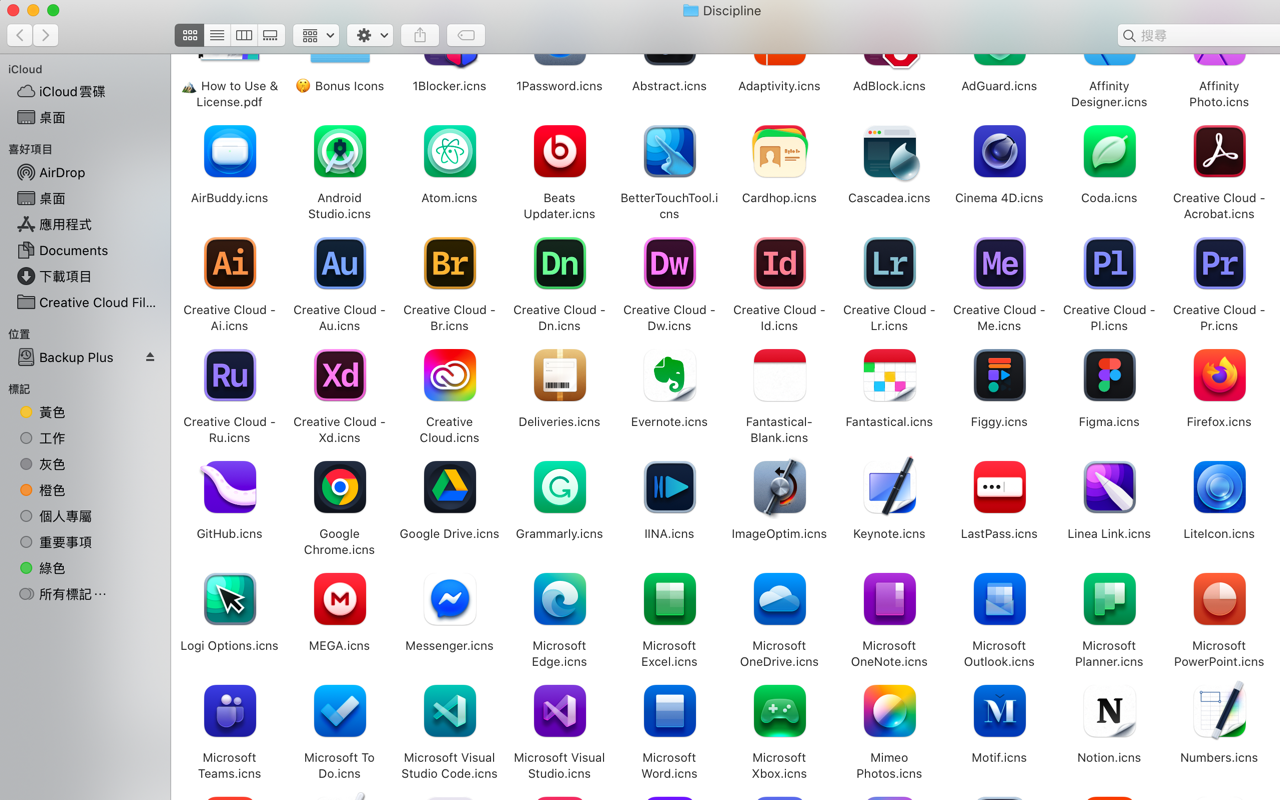 Discipline
搜尋
iCloud
iCloud雲碟
桌面
喜好項目
AirDrop
桌面
應用程式
Documents
下載項目
Creative Cloud Fil...
位置
Backup Plus
標記
黃色
工作
灰色
橙色
個人專屬
重要事項
綠色
所有標記⋯
How to Use &
License.pdf
Bonus Icons
1Blocker.icns
1Password.icns
Abstract.icns
Adaptivity.icns
AdBlock.icns
AdGuard.icns
Affinity
Designer.icns
Affinity
Photo.icns
AirBuddy.icns
Android
Studio.icns
Atom.icns
Beats
Updater.icns
BetterTouchTool.i
cns
Cardhop.icns
Cascadea.icns
Cinema 4D.icns
Coda.icns
Creative Cloud -
Acrobat.icns
Ai
Au
Br
Dn
Dw
Id
Lr
Me
Pl
Pr
Creative Cloud -
Ai.icns
Creative Cloud -
Au.icns
Creative Cloud -
Br.icns
Creative Cloud -
Dn.icns
Creative Cloud -
Dw.icns
Creative Cloud -
Id.icns
Creative Cloud -
Lr.icns
Creative Cloud -
Me.icns
Creative Cloud -
Pl.icns
Creative Cloud -
Pr.icns
Ru
Xd
Creative Cloud -
Ru.icns
Creative Cloud -
Xd.icns
Creative
Cloud.icns
Deliveries.icns
Evernote.icns
Fantastical-
Blank.icns
Fantastical.icns
Figgy.icns
Figma.icns
Firefox.icns
GitHub.icns
Google
Chrome.icns
Google Drive.icns
Grammarly.icns
IINA.icns
ImageOptim.icns
Keynote.icns
LastPass.icns
Linea Link.icns
LiteIcon.icns
M
Logi Options.icns
MEGA.icns
Messenger.icns
Microsoft
Edge.icns
Microsoft
Excel.icns
Microsoft
OneDrive.icns
Microsoft
OneNote.icns
Microsoft
Outlook.icns
Microsoft
Planner.icns
Microsoft
PowerPoint.icns
M
N
Microsoft
Teams.icns
Microsoft To
Do.icns
Microsoft Visual
Studio Code.icns
Microsoft Visual
Studio.icns
Microsoft
Word.icns
Microsoft
Xbox.icns
Mimeo
Photos.icns
Motif.icns
Notion.icns
Numbers.icns